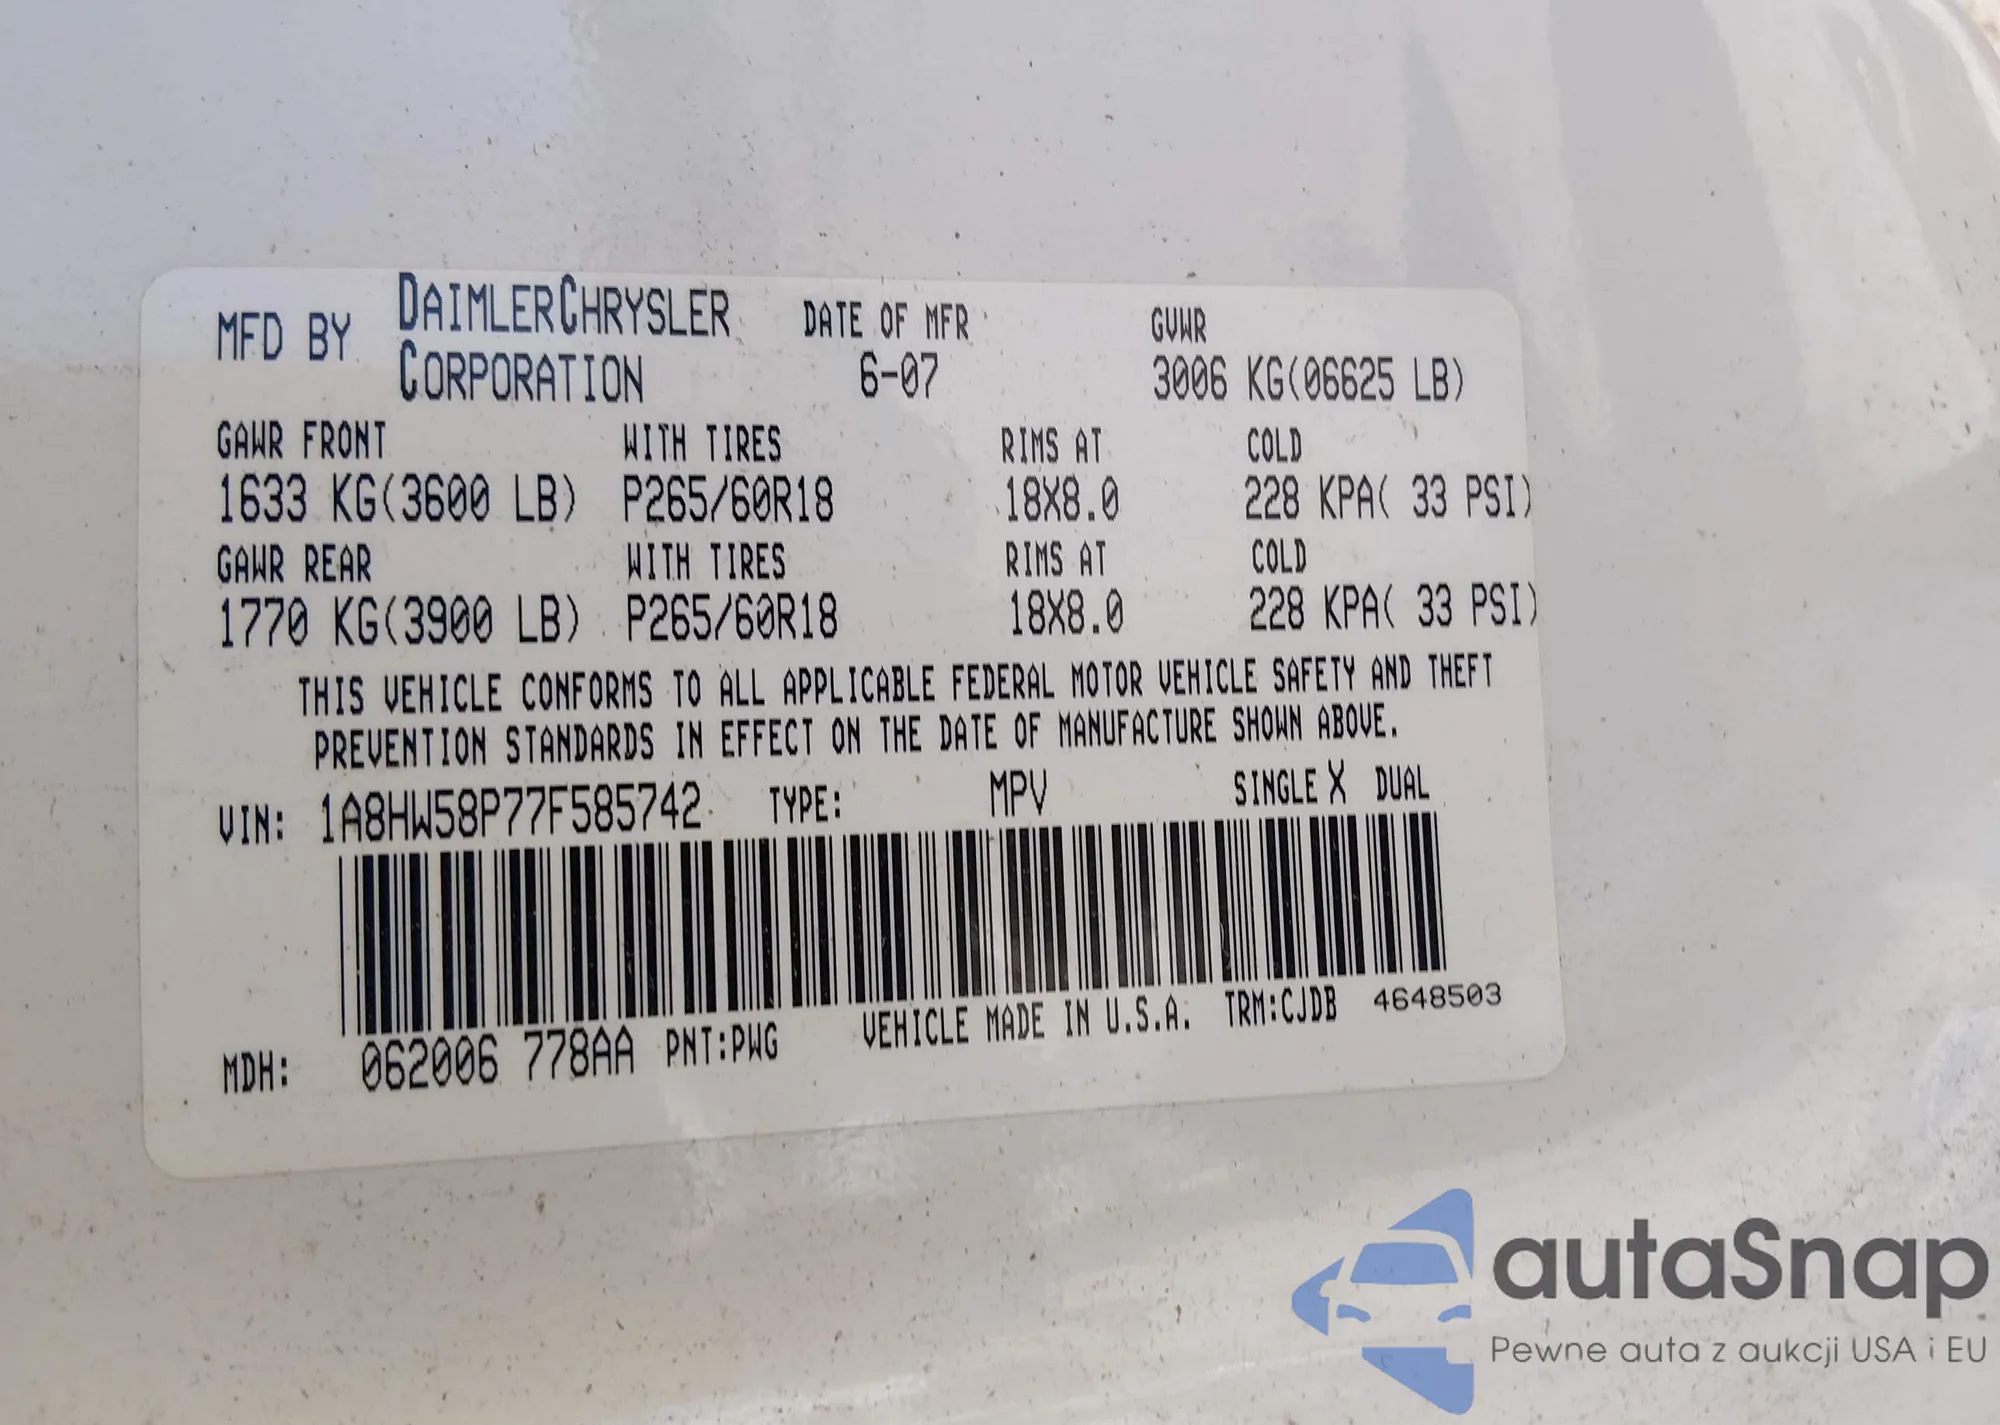 MFD BY DAIMLERCHRYSLER CORPORATION DATE OF MFR 6-07 GVWR 3006 KG(06625 LB)
GAWR FRONT WITH TIRES RIMS AT COLD
1633 KG(3600 LB) P265/60R18 18X8.0 228 KPA( 33 PSI)
GAWR REAR WITH TIRES RIMS AT COLD
1770 KG(3900 LB) P265/60R18 18X8.0 228 KPA( 33 PSI)
THIS VEHICLE CONFORMS TO ALL APPLICABLE FEDERAL MOTOR VEHICLE SAFETY AND THEFT
PREVENTION STANDARDS IN EFFECT ON THE DATE OF MANUFACTURE SHOWN ABOVE.
VIN: 1A8HW58P77F585742 TYPE: MPV SINGLE X DUAL
MDH: 062006 778AA PNT:PWG VEHICLE MADE IN U.S.A. TRM:CJDB 4648503
autaSnap
Pewne auta z aukcji USA i EU